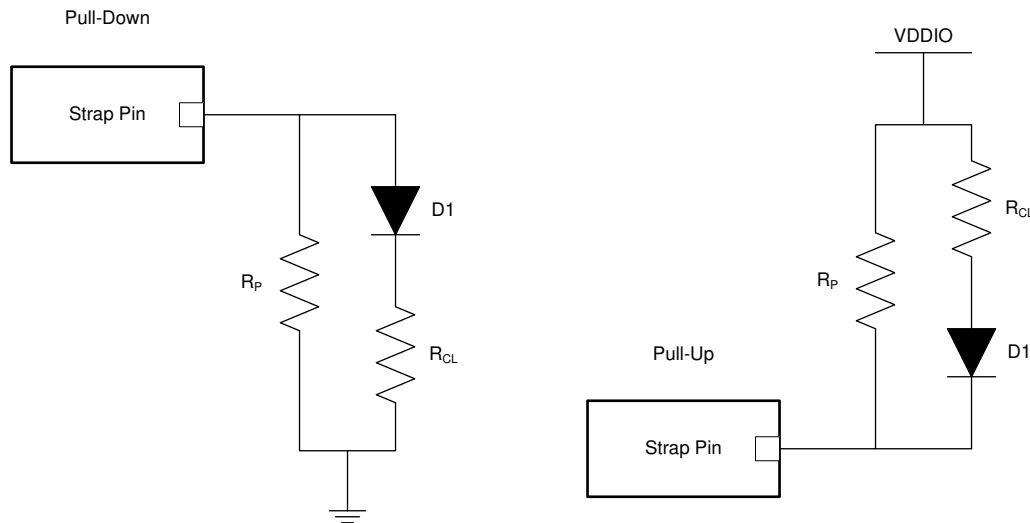 Pull-Down
Strap Pin
D1
RP
RCL
VDDIO
RCL
RP
D1
Pull-Up
Strap Pin